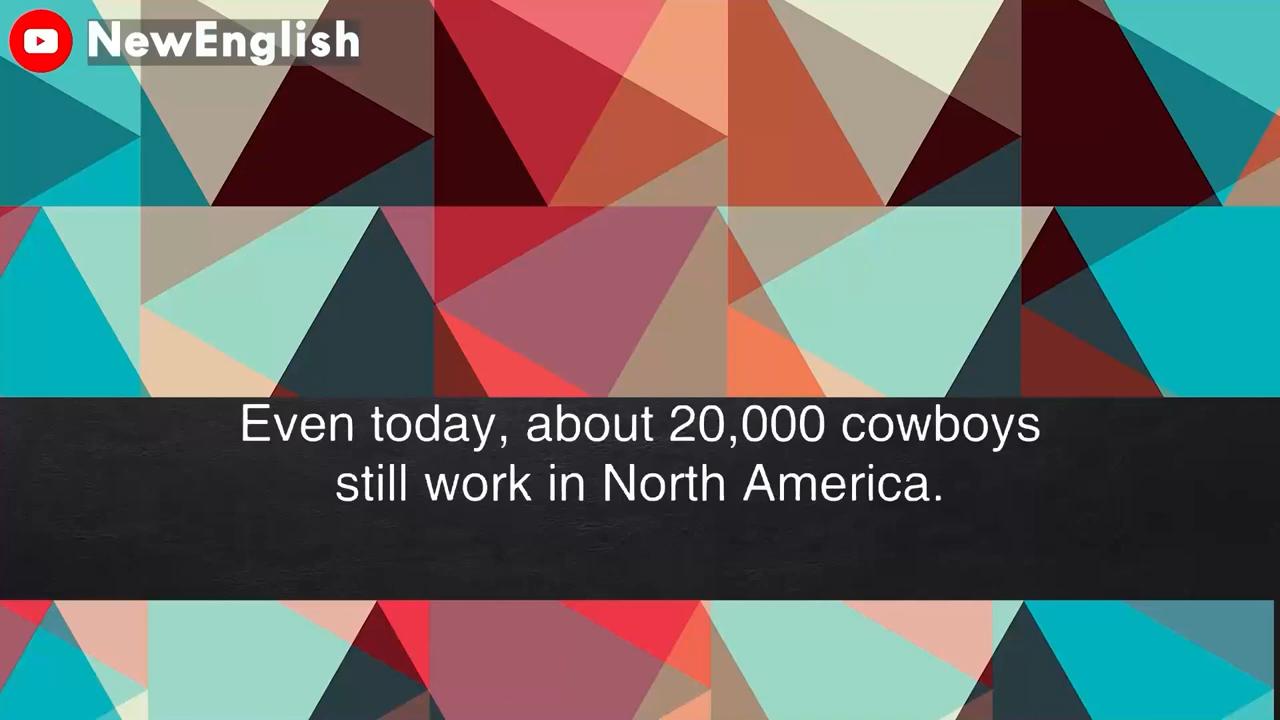 NewEnglish
Even today, about 20,000 cowboys
still work in North America.